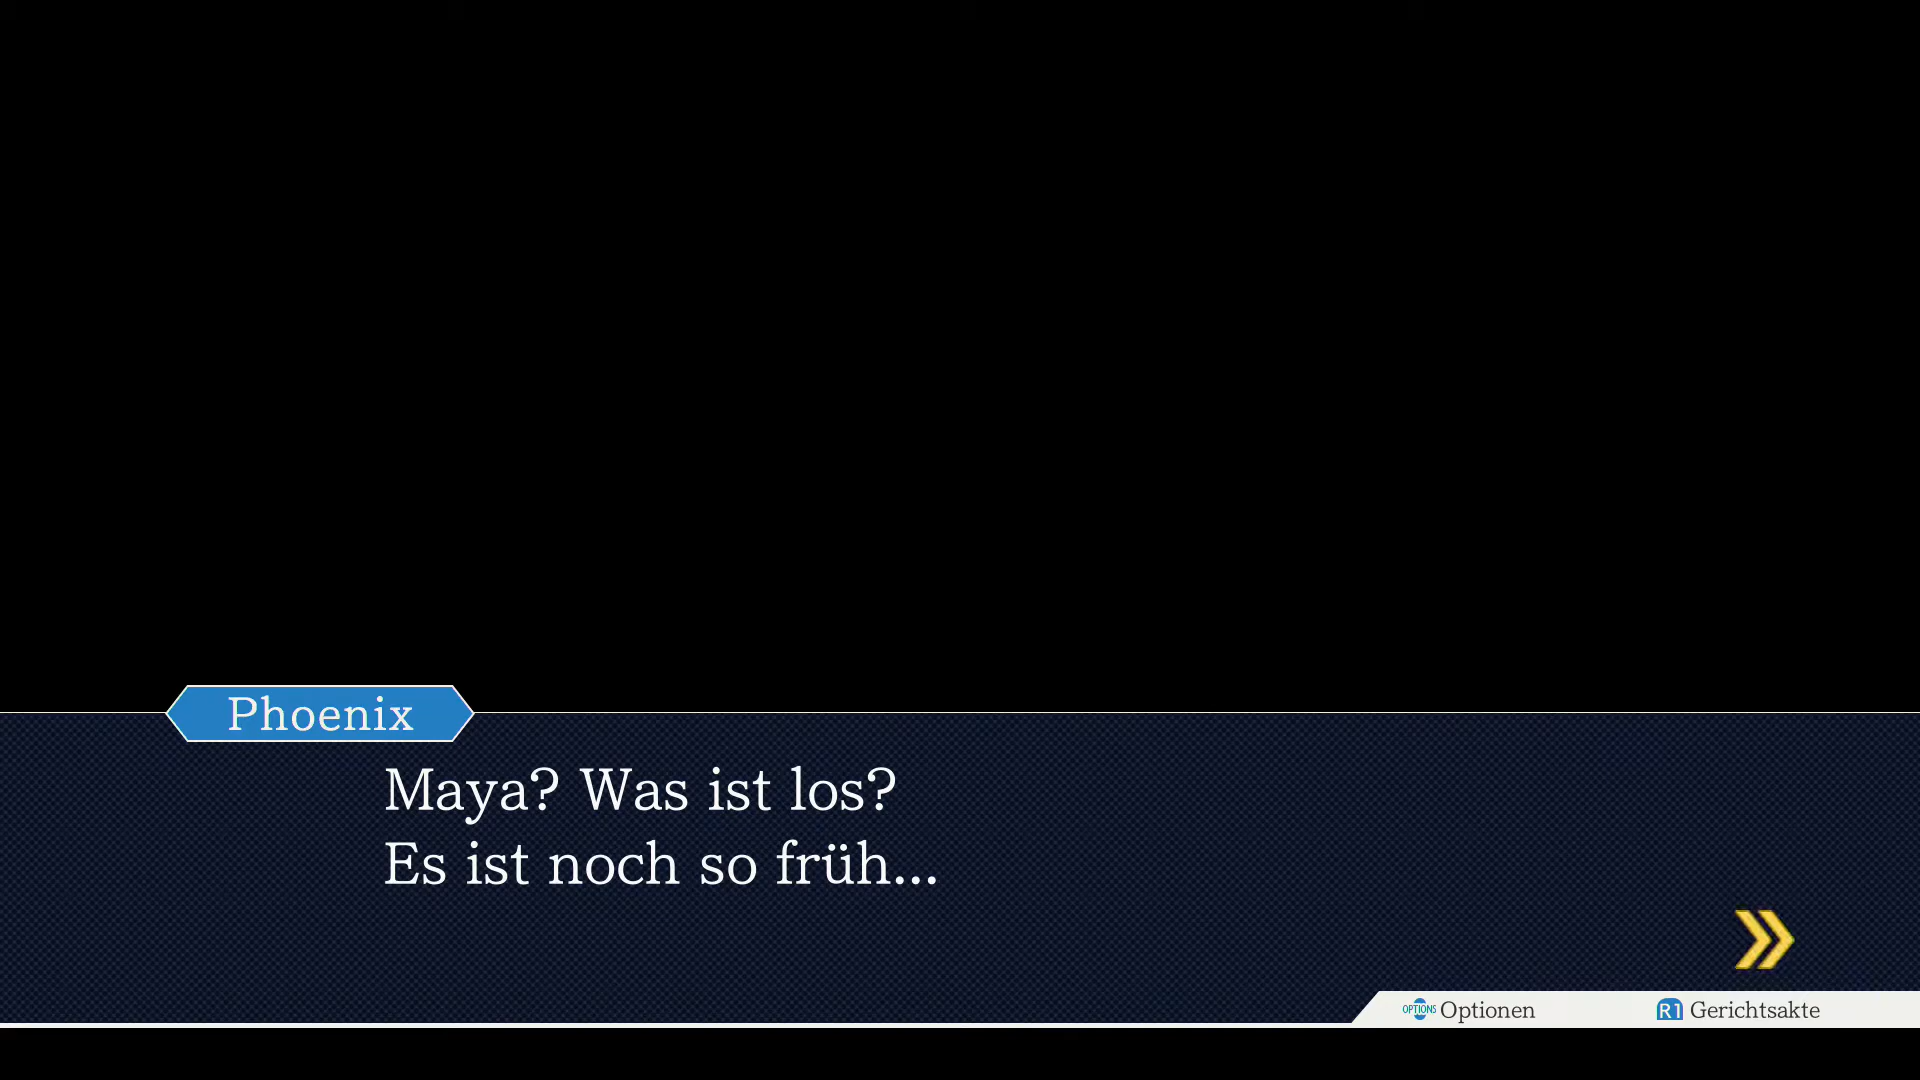 Phoenix
Maya? Was ist los?
Es ist noch so früh...
OPTIONS Optionen
R1 Gerichtsakte